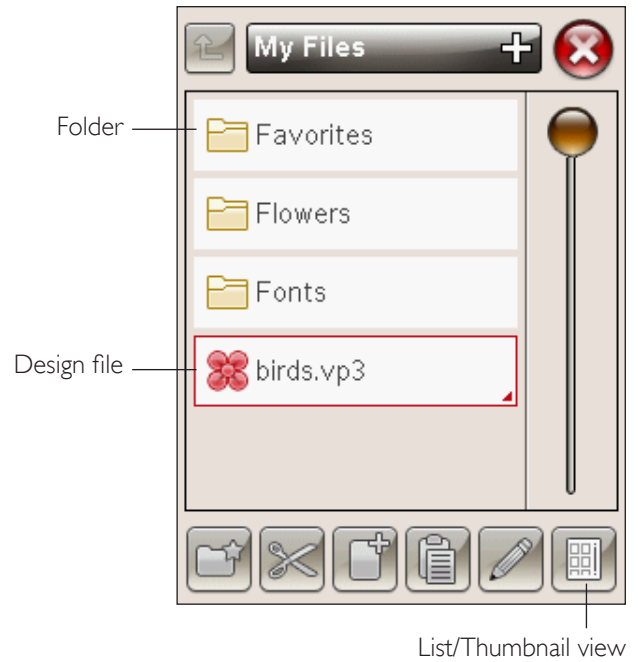 My Files
Folder
Favorites
Flowers
Fonts
Design file
birds.vp3
List/Thumbnail view